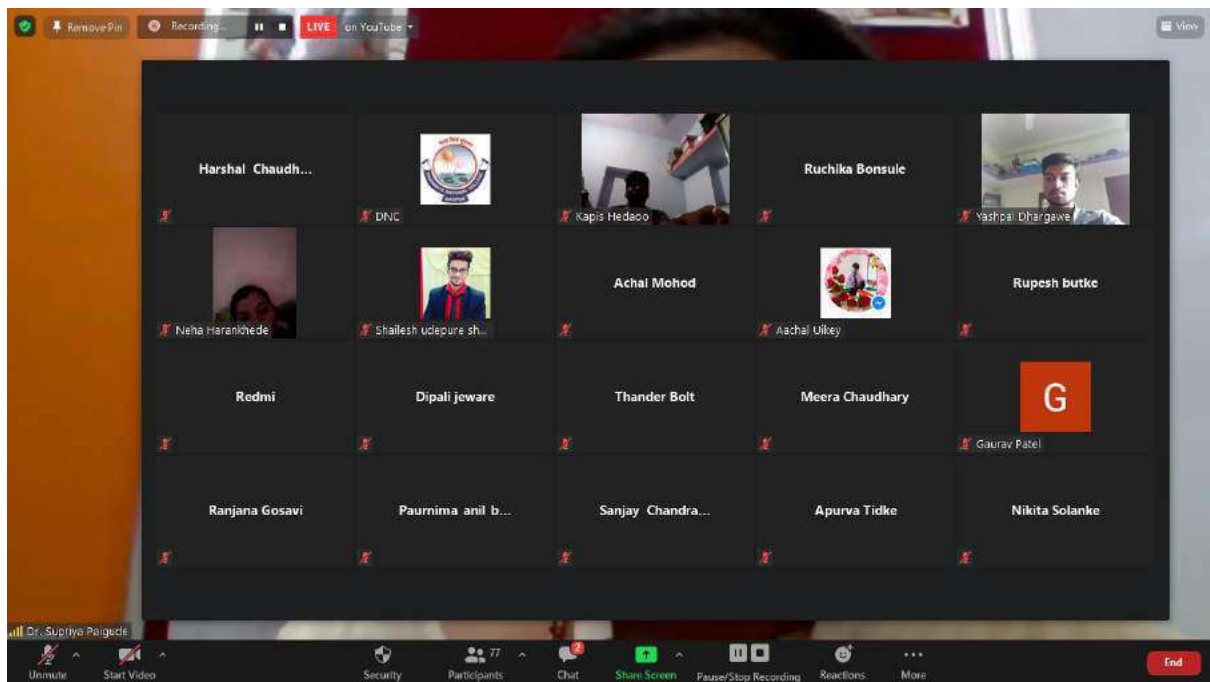 Remove Pin
Recording...
LIVE on YouTube
View
Harshal Chaudh...
DNC
Kapis Hedaoo
Ruchika Bonsule
Yashpal Dhargawe
Neha Harankhede
Shailesh udepure sh...
Achal Mohod
Aachal Uikey
Rupesh butke
Redmi
Dipali jeware
Thander Bolt
Meera Chaudhary
G
Gaurav Patel
Ranjana Gosavi
Paurnima anil b...
Sanjay Chandra...
Apurva Tidke
Nikita Solanke
Dr. Supriya Paigude
Unmute
Start Video
Security
77
Participants
2
Chat
Share Screen
Pause/Stop Recording
Reactions
More
End